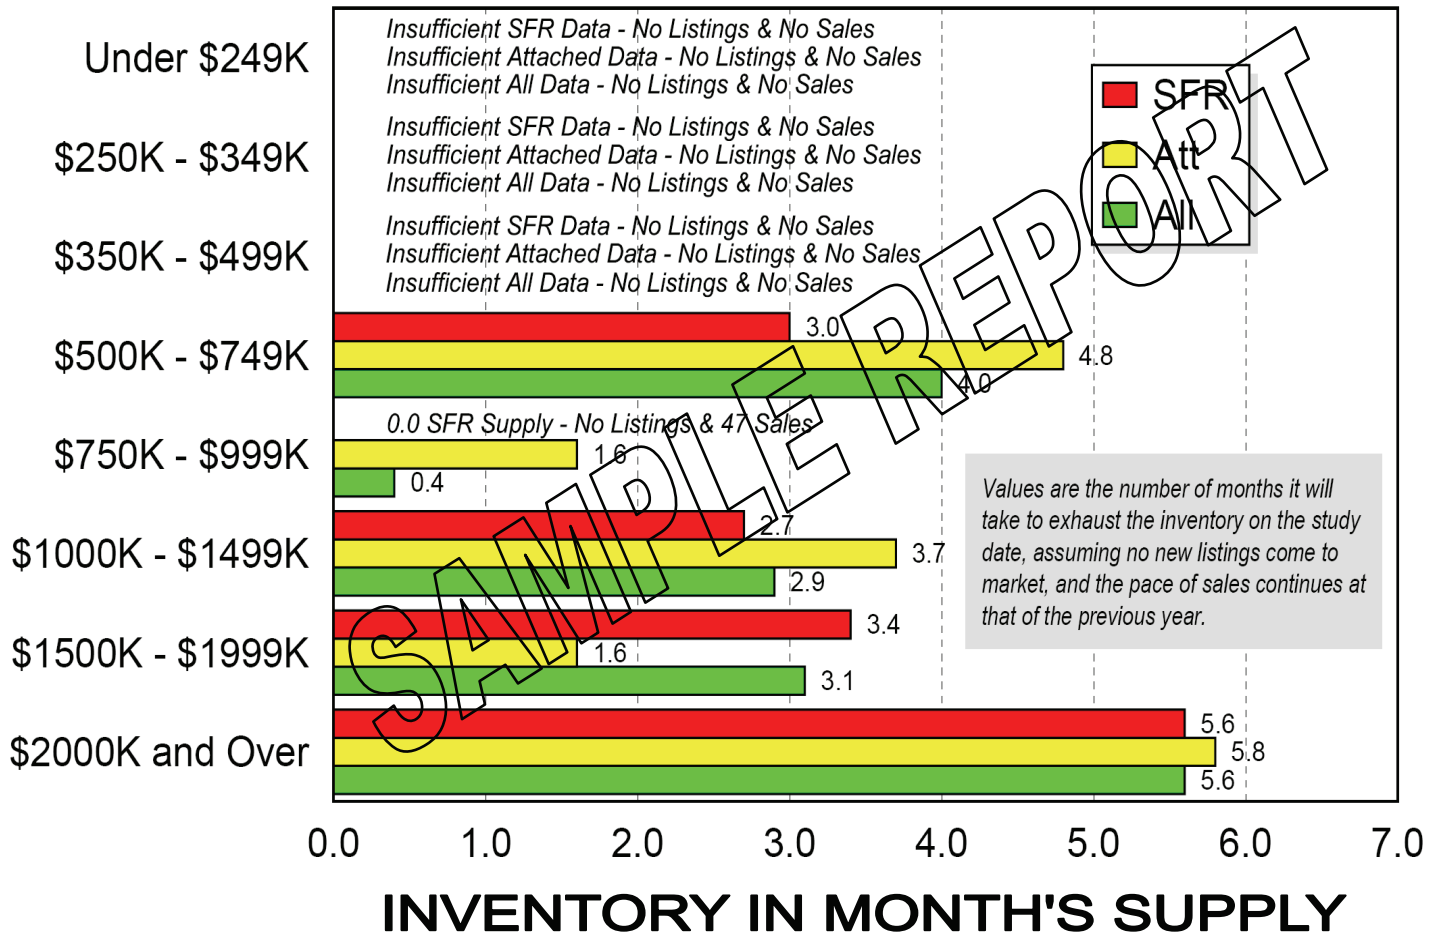 Under $249K
Insufficient SFR Data - No Listings & No Sales
Insufficient Attached Data - No Listings & No Sales
Insufficient All Data - No Listings & No Sales
$250K - $349K
Insufficient SFR Data - No Listings & No Sales
Insufficient Attached Data - No Listings & No Sales
Insufficient All Data - No Listings & No Sales
$350K - $499K
Insufficient SFR Data - No Listings & No Sales
Insufficient Attached Data - No Listings & No Sales
Insufficient All Data - No Listings & No Sales
SFR
Att
All
$500K - $749K
3.0
4.8
4.0
$750K - $999K
0.0 SFR Supply - No Listings & 47 Sales
1.6
0.4
$1000K - $1499K
2.7
3.7
2.9
$1500K - $1999K
3.4
1.6
3.1
$2000K and Over
5.6
5.8
5.6
Values are the number of months it will
take to exhaust the inventory on the study
date, assuming no new listings come to
market, and the pace of sales continues at
that of the previous year.
SAMPLE REPORT
0.0 1.0 2.0 3.0 4.0 5.0 6.0 7.0
INVENTORY IN MONTH'S SUPPLY